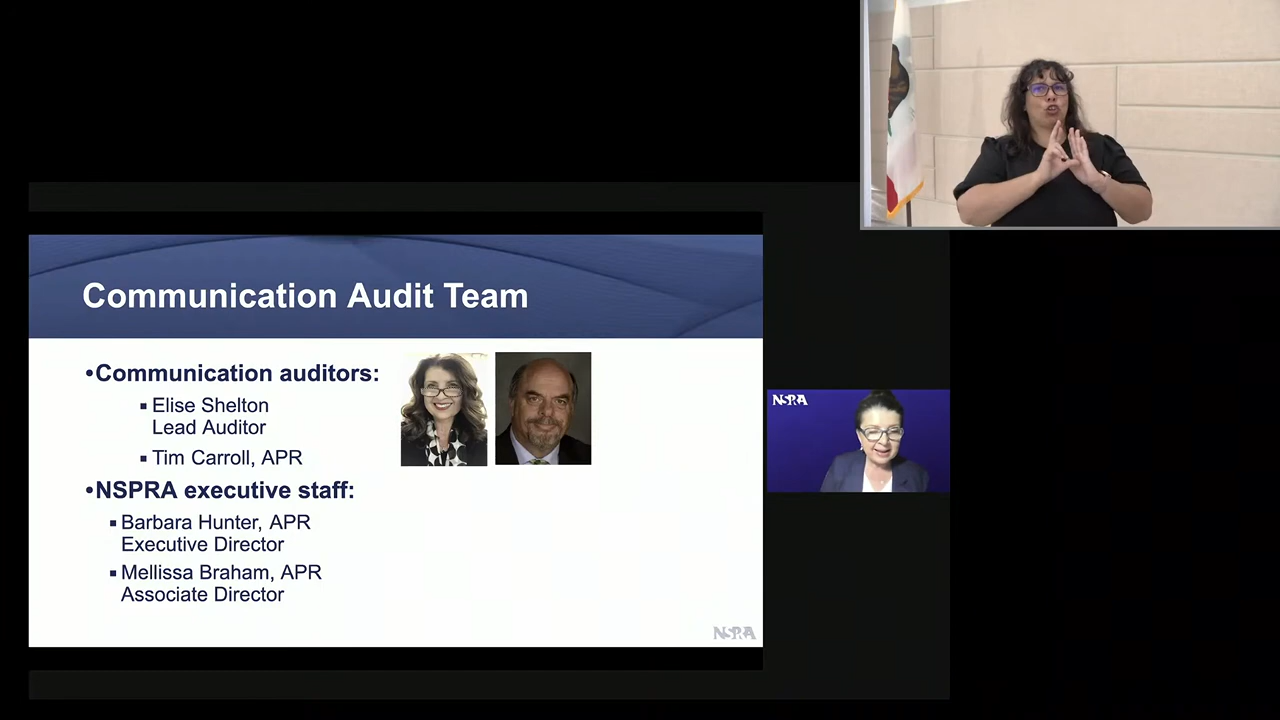 Communication Audit Team
•Communication auditors:
▪ Elise Shelton
Lead Auditor
▪ Tim Carroll, APR
•NSPRA executive staff:
▪ Barbara Hunter, APR
Executive Director
▪ Mellissa Braham, APR
Associate Director
NSPRA
NSPRA